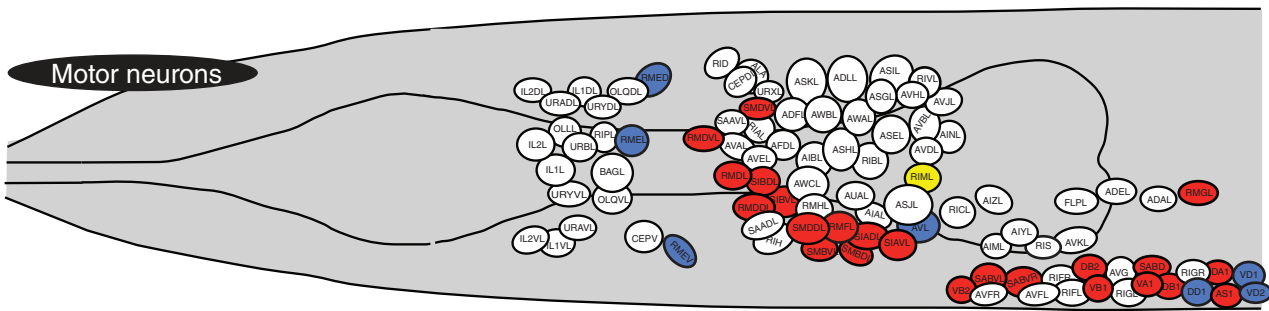 Motor neurons
RID
ALA
CEPDL
URXL
ASKL
ADLL
ASIL
RIVL
ASGL
AVHL
AVJL
RMED
IL2DL
IL1DL
OLQDL
URADL
URYDL
SMDVL
ADFL
AWBL
AWAL
AVBL
SAAVL
RIAL
OLLL
RIPL
RMEL
IL2L
URBL
RMDVL
AVAL
AFDL
ASHL
ASEL
AINL
AVDL
AVEL
AIBL
RIBL
IL1L
BAGL
RMDL
SIBDL
AWCL
RIML
URYVL
OLQVL
RMDDL
SIBVL
RMHL
AUAL
ASJL
AIAL
RICL
AIZL
FLPL
ADEL
ADAL
RMGL
SAADL
SMDDL
RMFL
SIADL
AVL
RIH
SMBVL
SMBDL
SIAVL
IL2VL
URAVL
IL1VL
CEPV
RMEV
AIML
AIYL
RIS
AVKL
VB2
SABVL
SABVR
RIFR
DB2
AVG
SABD
RIGR
DA1
VD1
AVFR
AVFL
RIFL
VB1
RIGL
VA1
DB1
DD1
AS1
VD2